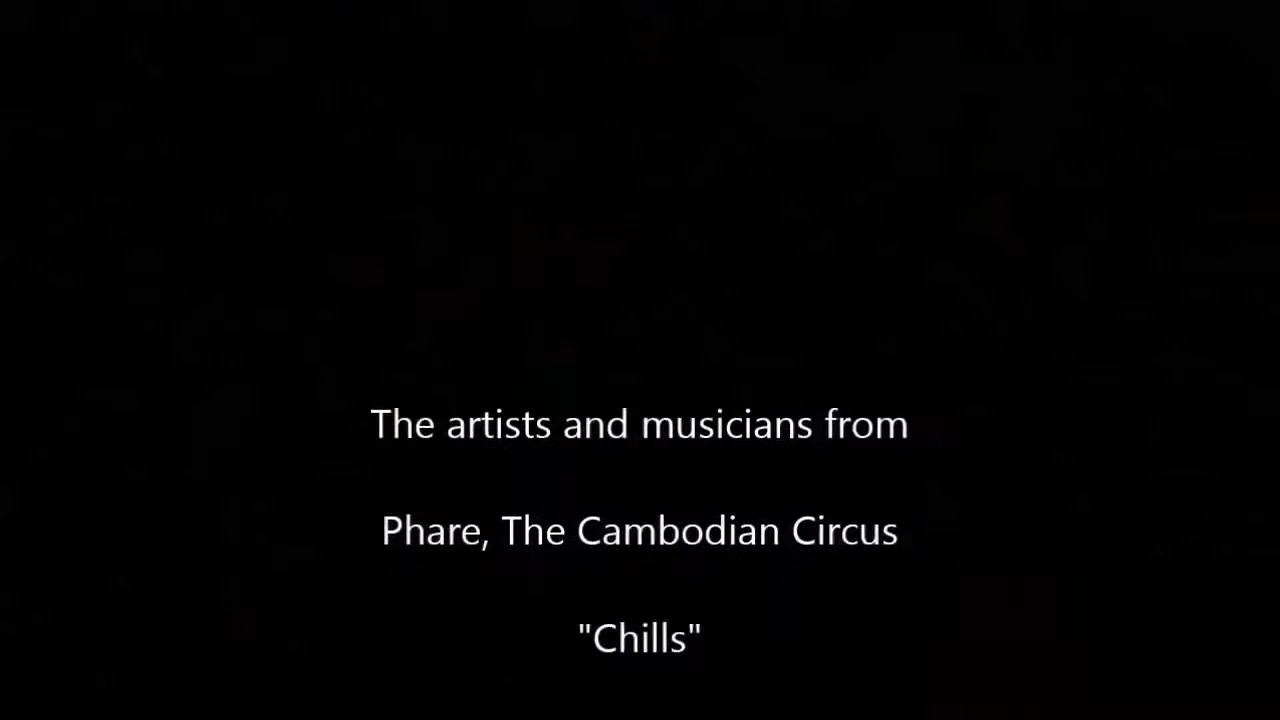 The artists and musicians from
Phare, The Cambodian Circus
"Chills"